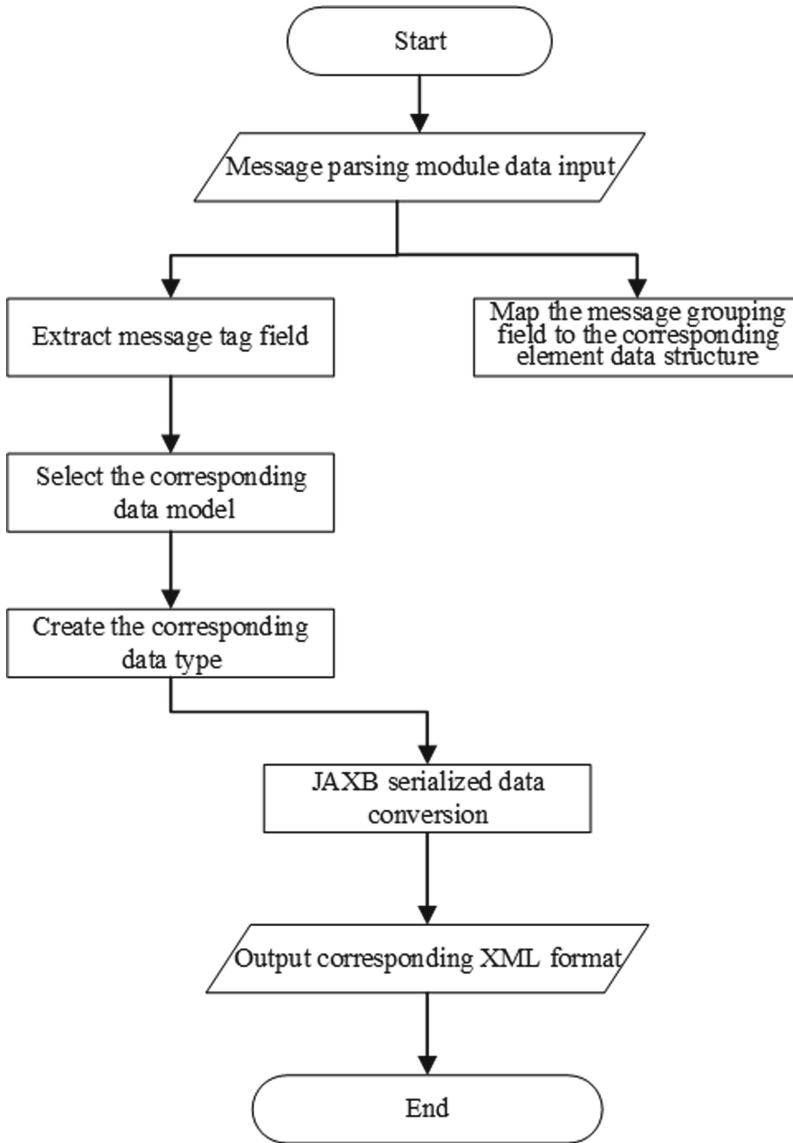 Start
Message parsing module data input
Extract message tag field
Map the message grouping
field to the corresponding
element data structure
Select the corresponding
data model
Create the corresponding
data type
JAXB serialized data
conversion
Output corresponding XML format
End